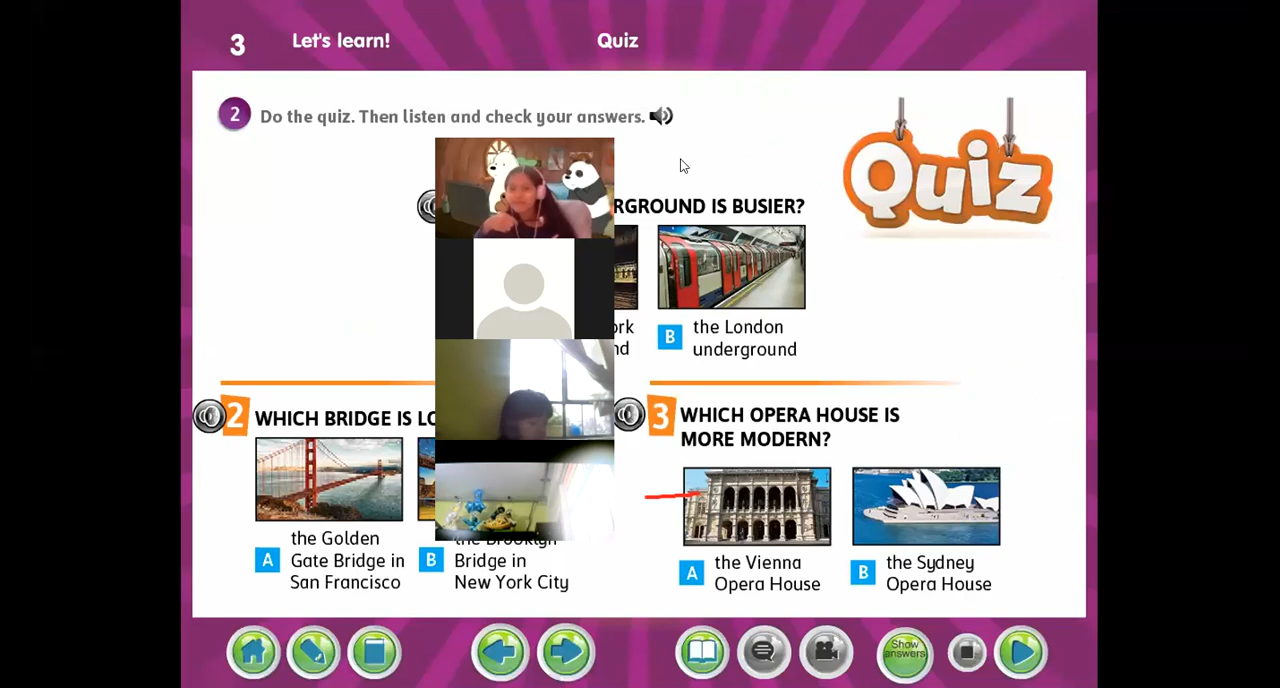 3 Let's learn! Quiz
2 Do the quiz. Then listen and check your answers.
Quiz
IS BUSIER?
B the London
underground
2 WHICH BRIDGE IS
3 WHICH OPERA HOUSE IS
MORE MODERN?
the Golden
A Gate Bridge in
San Francisco
the Brooklyn
B Bridge in
New York City
A the Vienna
Opera House
B the Sydney
Opera House
Show
answers